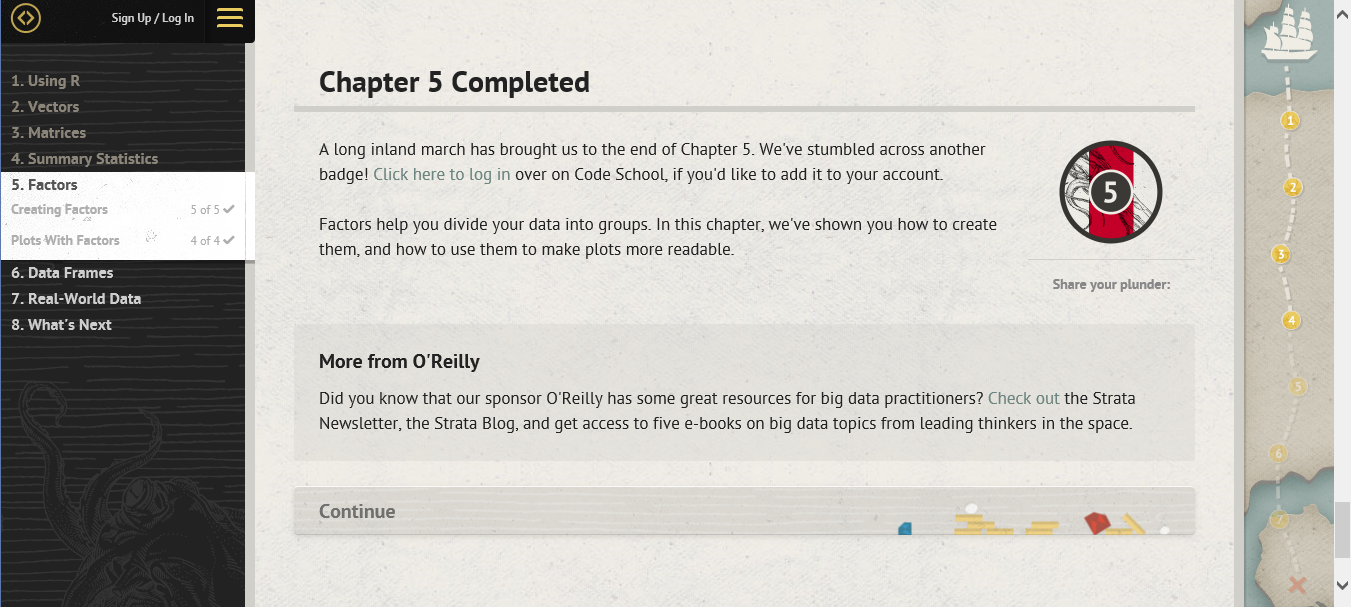 Sign Up / Log In
1. Using R
2. Vectors
3. Matrices
4. Summary Statistics
5. Factors
Creating Factors 5 of 5
Plots With Factors 4 of 4
6. Data Frames
7. Real-World Data
8. What's Next
Chapter 5 Completed
A long inland march has brought us to the end of Chapter 5. We've stumbled across another
badge! Click here to log in over on Code School, if you'd like to add it to your account.
Factors help you divide your data into groups. In this chapter, we've shown you how to create
them, and how to use them to make plots more readable.
5
Share your plunder:
More from O'Reilly
Did you know that our sponsor O'Reilly has some great resources for big data practitioners? Check out the Strata
Newsletter, the Strata Blog, and get access to five e-books on big data topics from leading thinkers in the space.
Continue
1
2
3
4
5
6
7